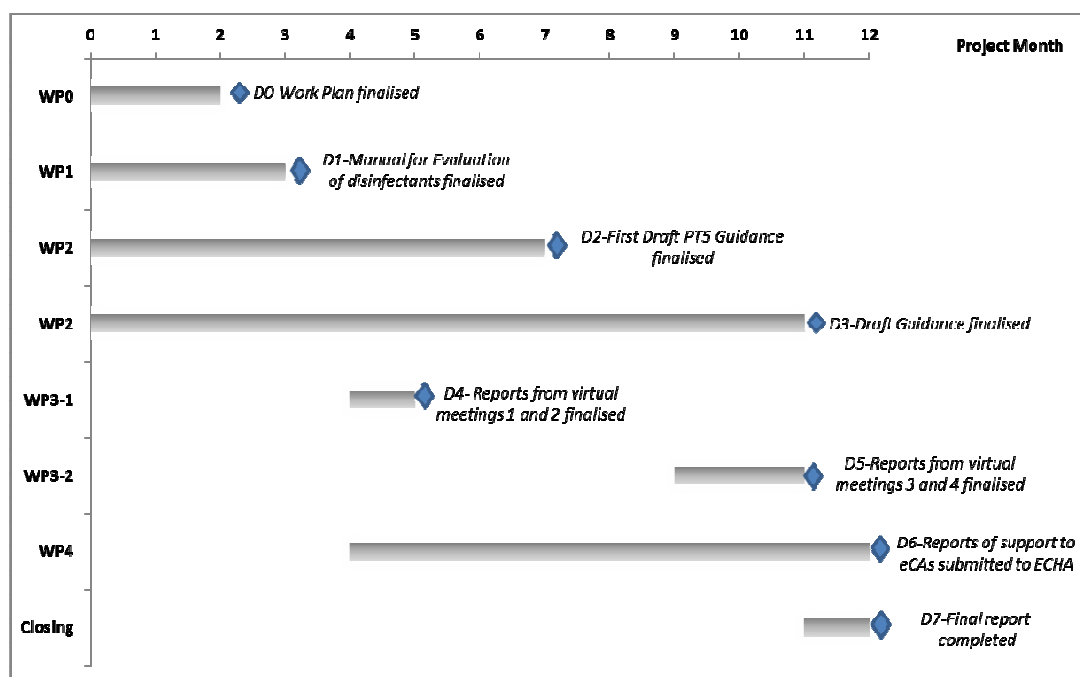 0 1 2 3 4 5 6 7 8 9 10 11 12
Project Month
WP0
D0 Work Plan finalised
WP1
D1-Manual for Evaluation
of disinfectants finalised
WP2
D2-First Draft PT5 Guidance
finalised
WP2
D3-Draft Guidance finalised
WP3-1
D4- Reports from virtual
meetings 1 and 2 finalised
WP3-2
D5-Reports from virtual
meetings 3 and 4 finalised
WP4
D6-Reports of support to
eCAs submitted to ECHA
Closing
D7-Final report
completed